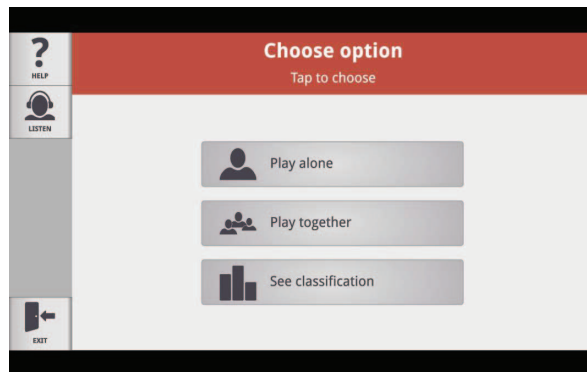 ?
HELP
LISTEN
EXIT
Choose option
Tap to choose
Play alone
Play together
See classification